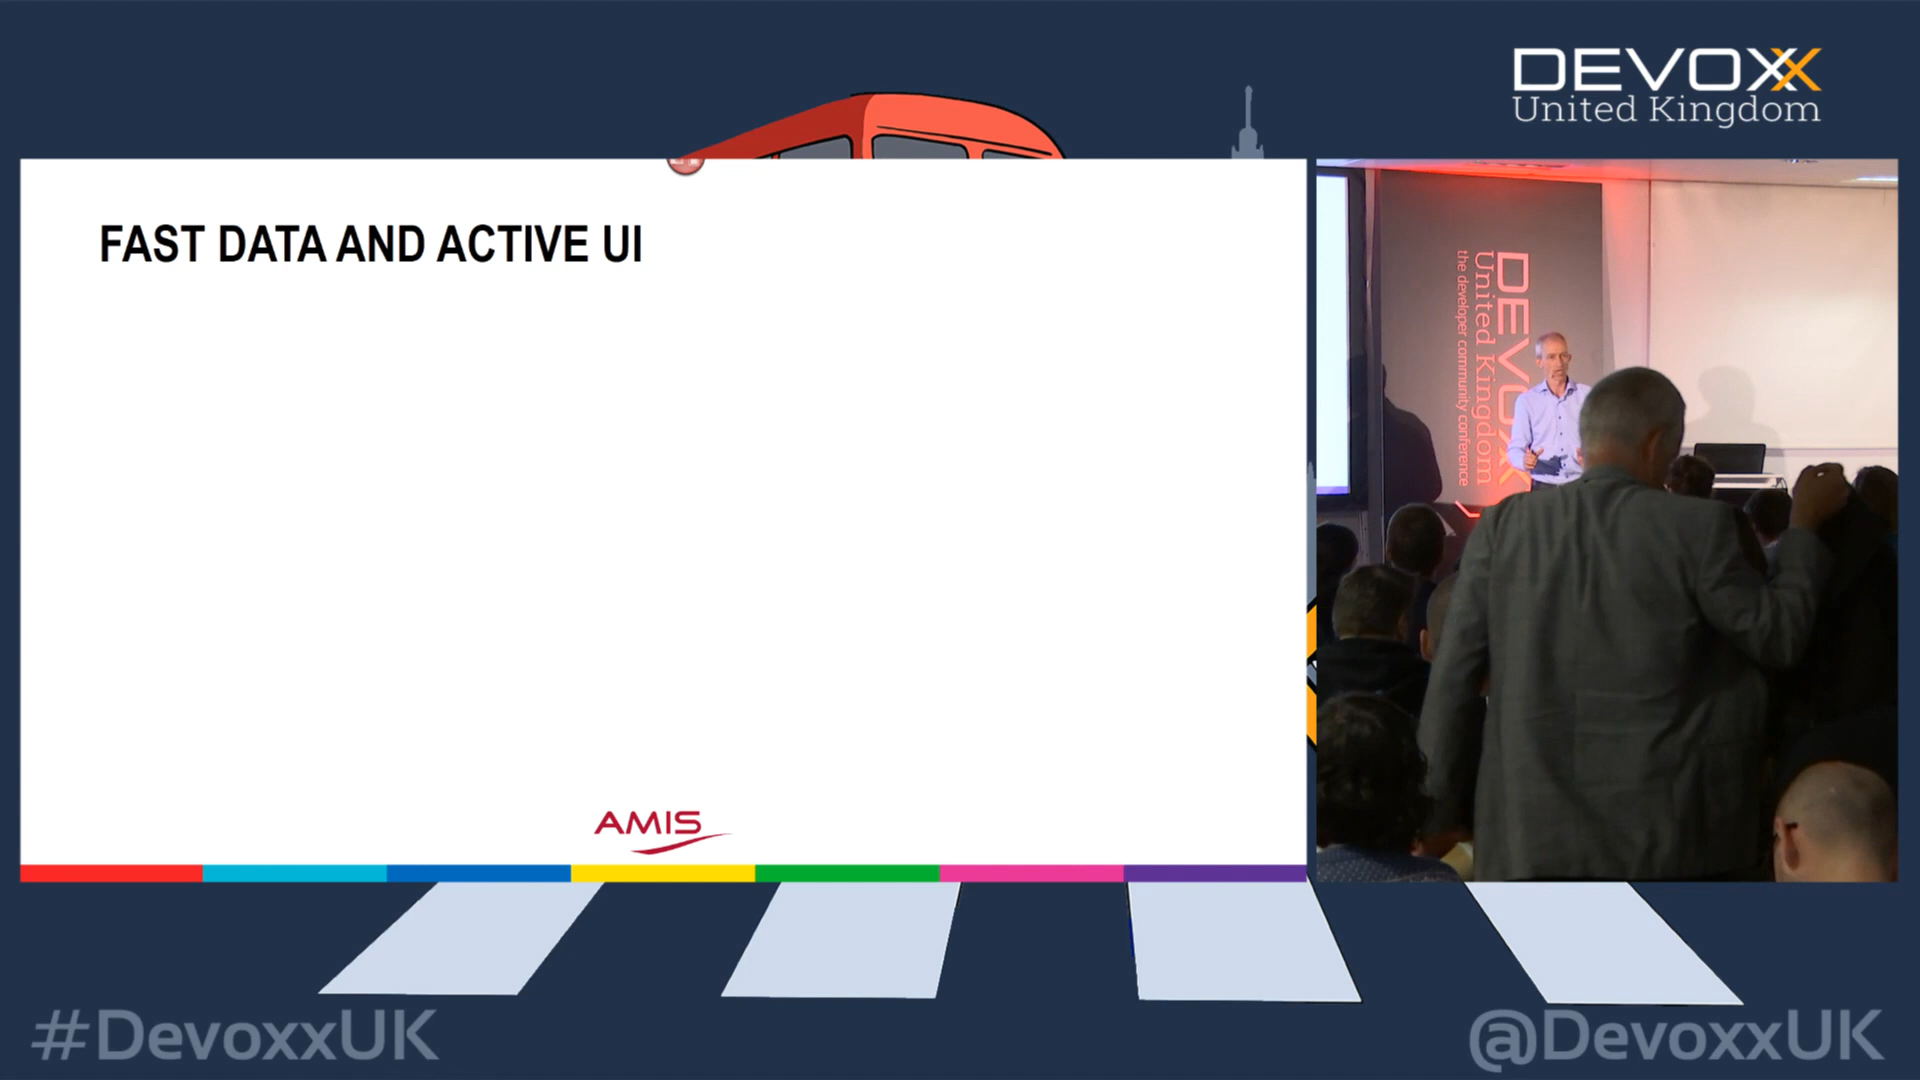 DEVOXX
United Kingdom
FAST DATA AND ACTIVE UI
DEVOXX
United Kingdom
the developer community conference
AMIS
#DevoxxUK
@DevoxxUK